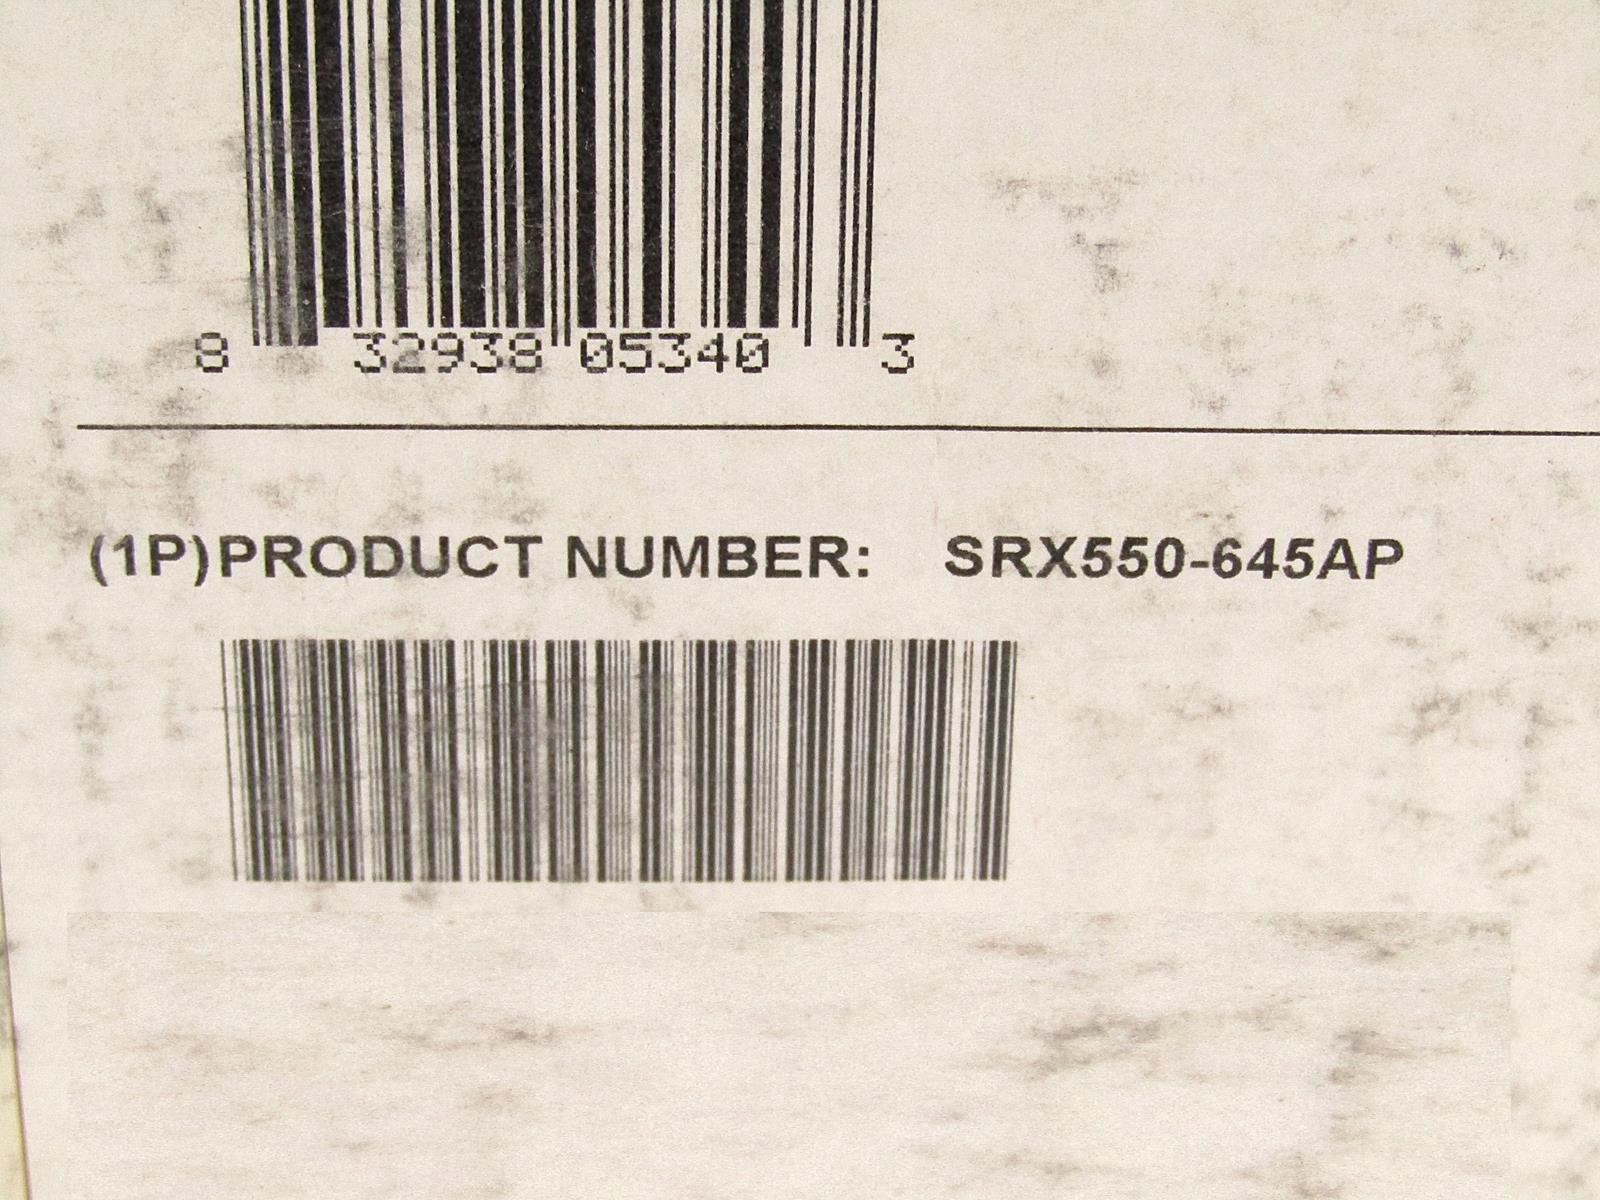 8 32938 05340 3
(1P)PRODUCT NUMBER: SRX550-645AP